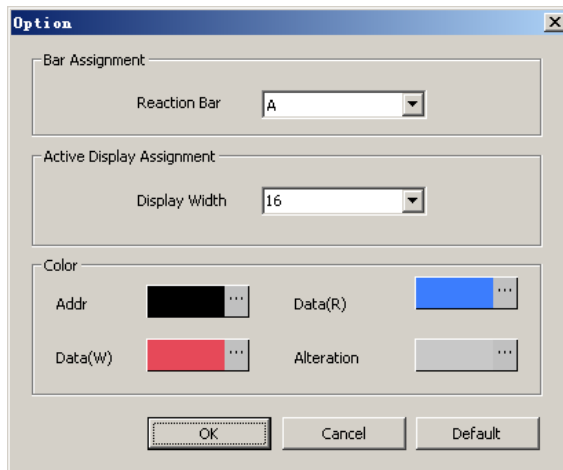 Option
Bar Assignment
Reaction Bar A
Active Display Assignment
Display Width 16
Color
Addr ... Data(R) ...
Data(W) ... Alteration ...
OK Cancel Default